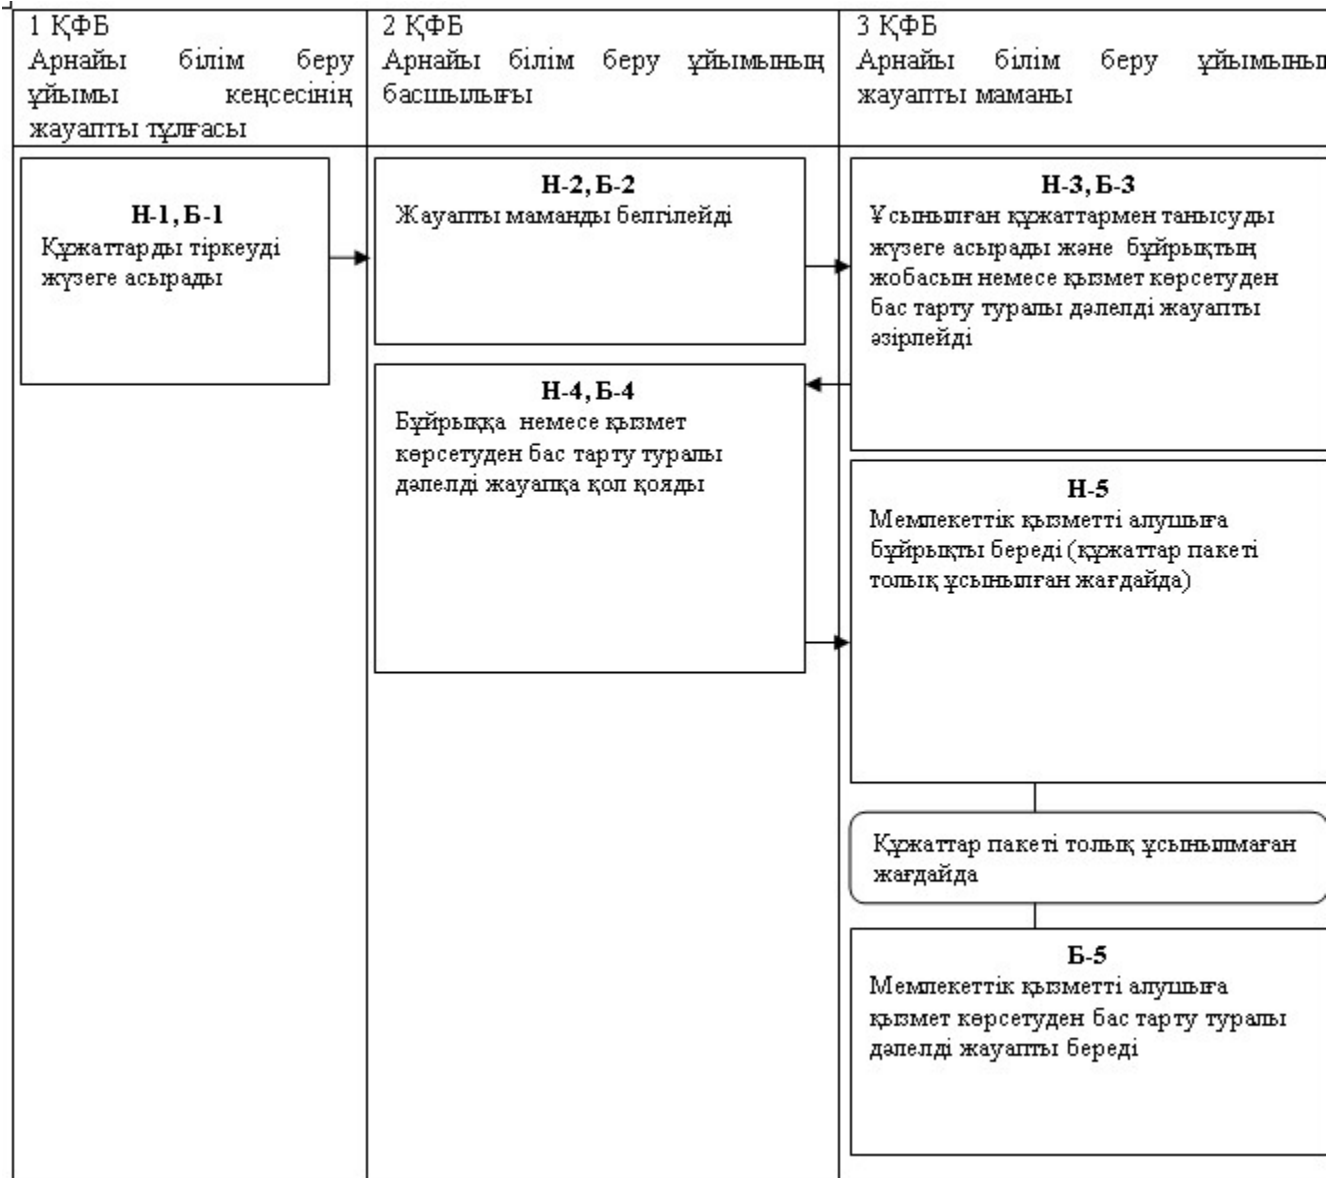 1 ҚФБ
Арнайы білім беру
ұйымы кеңсесінің
жауапты тұлғасы
2 ҚФБ
Арнайы білім беру ұйымының
басшылығы
3 ҚФБ
Арнайы білім беру ұйымының
жауапты маманы
Н-1, Б-1
Құжаттарды тіркеуді
жүзеге асырады
Н-2, Б-2
Жауапты маманды белгілейді
Н-3, Б-3
Ұсынылған құжаттармен танысуды
жүзеге асырады және бұйрықтың
жобасын немесе қызмет көрсетуден
бас тарту туралы дәлелді жауапты
әзірлейді
Н-4, Б-4
Бұйрыққа немесе қызмет
көрсетуден бас тарту туралы
дәлелді жауапқа қол қояды
Н-5
Мемлекеттік қызметті алушыға
бұйрықты береді (құжаттар пакеті
толық ұсынылған жағдайда)
Құжаттар пакеті толық ұсынылмаған
жағдайда
Б-5
Мемлекеттік қызметті алушыға
қызмет көрсетуден бас тарту туралы
дәлелді жауапты береді